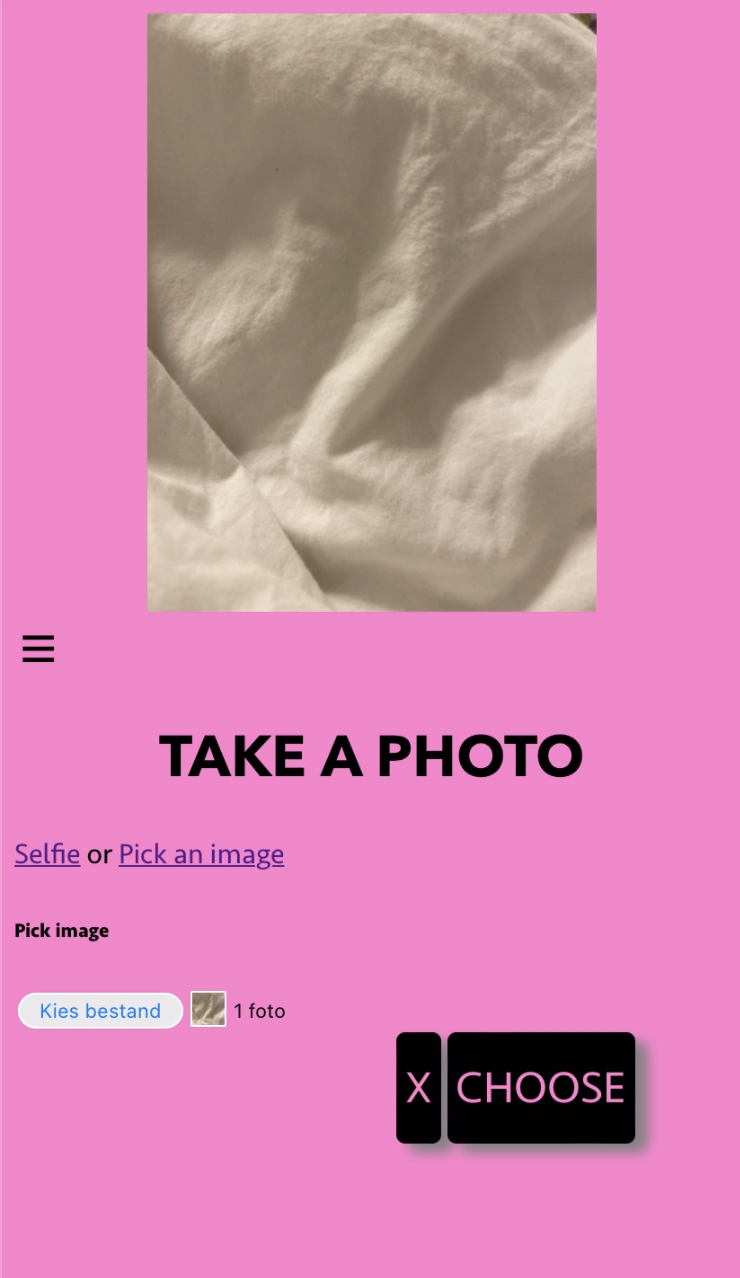 TAKE A PHOTO
Selfie or Pick an image
Pick image
Kies bestand 1 foto
X CHOOSE